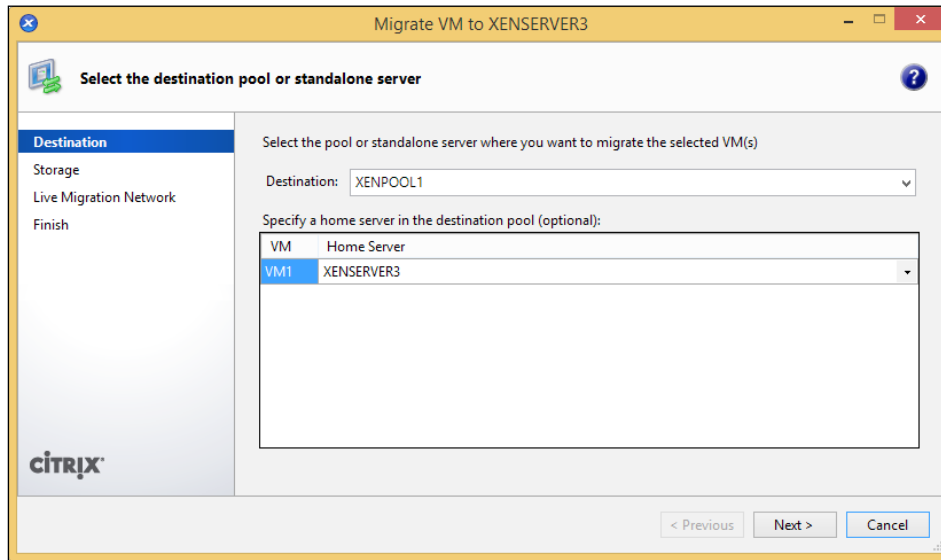 Migrate VM to XENSERVER3
Select the destination pool or standalone server
?
Destination
Storage
Live Migration Network
Finish
Select the pool or standalone server where you want to migrate the selected VM(s)
Destination: XENPOOL1
Specify a home server in the destination pool (optional):
VM Home Server
VM1 XENSERVER3
CİTRIX
< Previous Next > Cancel